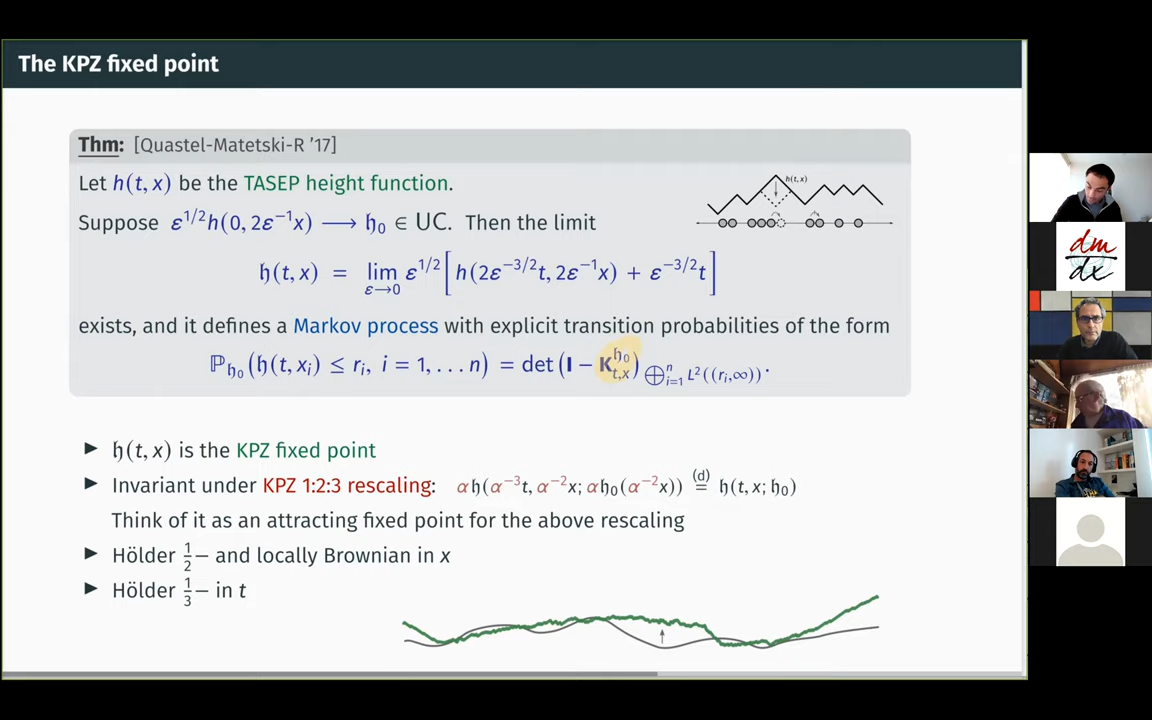 The KPZ fixed point
Thm: [Quastel-Matetski-R '17]
Let h(t, x) be the TASEP height function.
h(t,x)
Suppose ε^{1/2}h(0, 2ε^{−1}x) ⟶ 𝔥₀ ∈ UC. Then the limit
𝔥(t, x) = lim_{ε→0} ε^{1/2}[h(2ε^{−3/2}t, 2ε^{−1}x) + ε^{−3/2}t]
exists, and it defines a Markov process with explicit transition probabilities of the form
ℙ_{𝔥₀}(𝔥(t, x_i) ≤ r_i, i = 1, . . . n) = det(I − K^{𝔥₀}_{t,x})_{⊕^n_{i=1} L²((r_i,∞))}.
▶ 𝔥(t, x) is the KPZ fixed point
▶ Invariant under KPZ 1:2:3 rescaling: α𝔥(α^{−3}t, α^{−2}x; α𝔥₀(α^{−2}x)) \overset{(d)}{=} 𝔥(t, x; 𝔥₀)
Think of it as an attracting fixed point for the above rescaling
▶ Hölder 1/2− and locally Brownian in x
▶ Hölder 1/3− in t
dm
dx